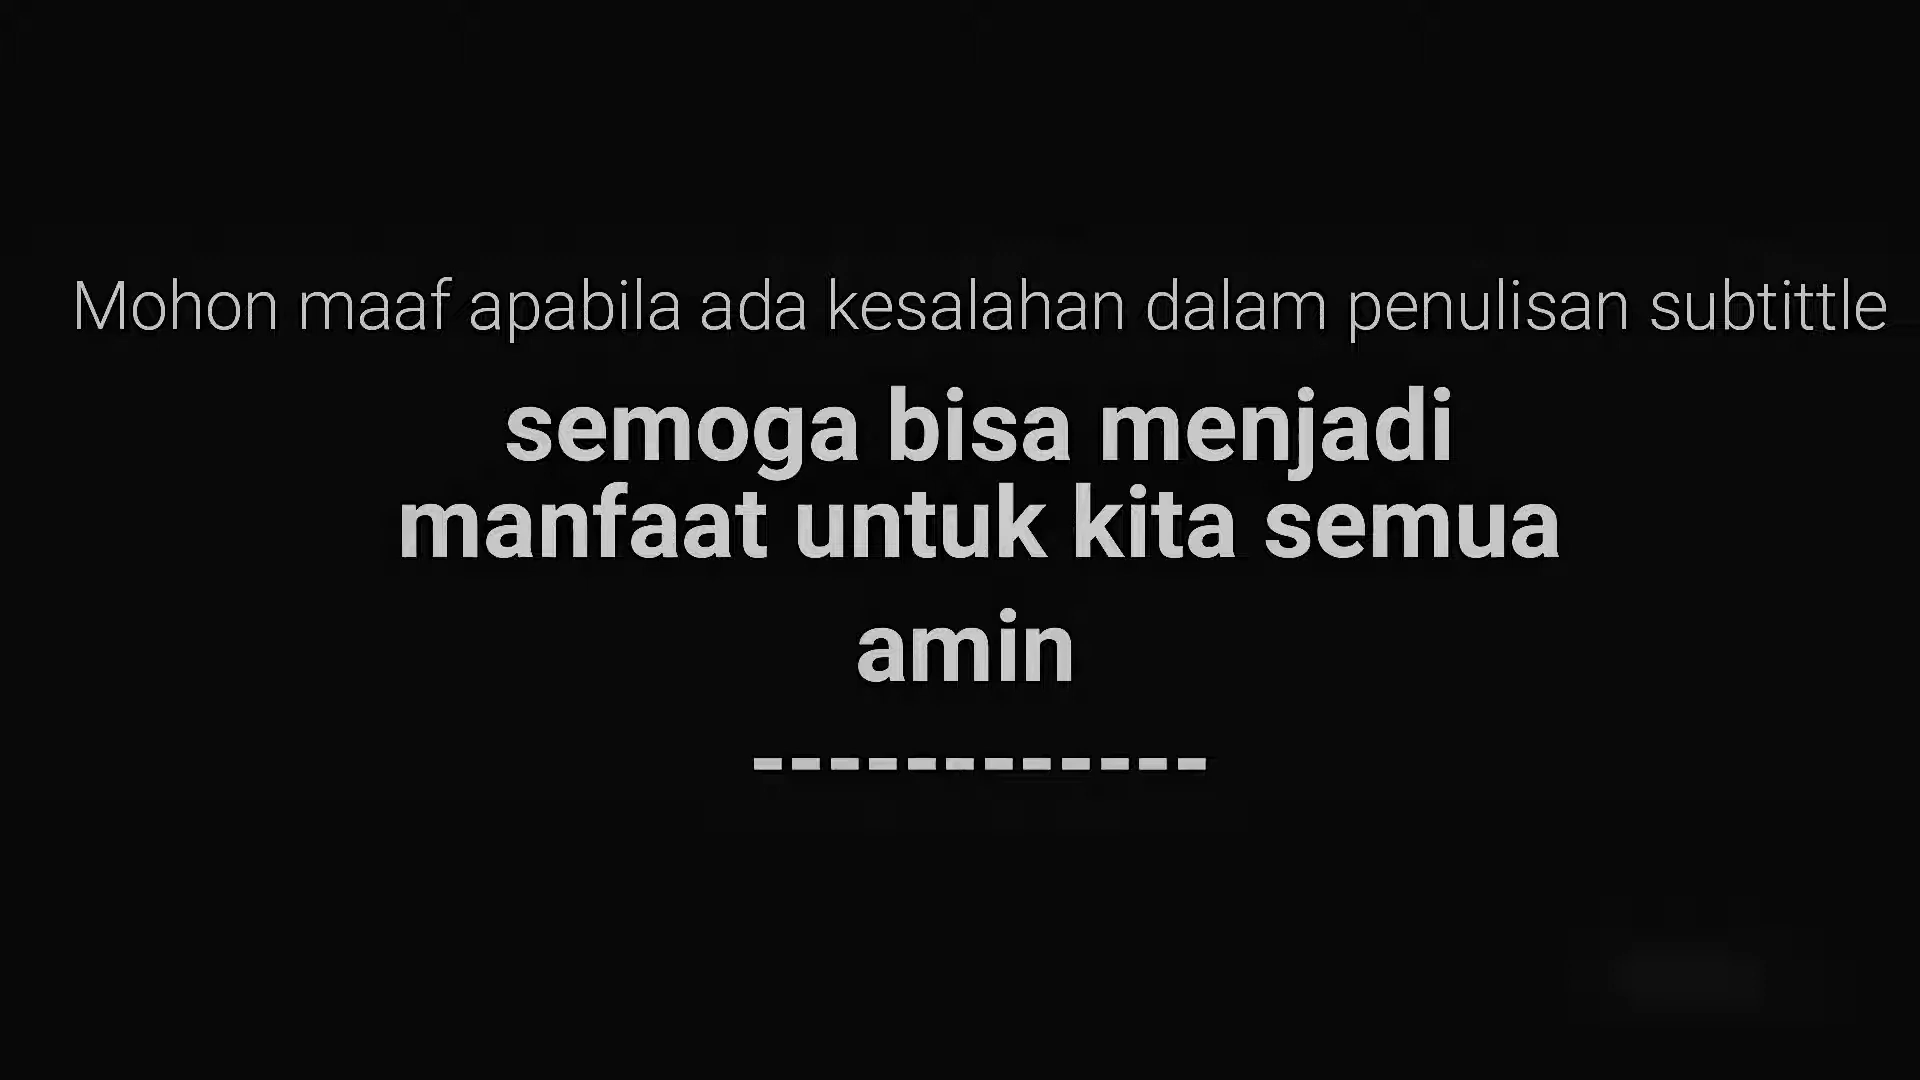 Mohon maaf apabila ada kesalahan dalam penulisan subtittle
semoga bisa menjadi
manfaat untuk kita semua
amin
------------